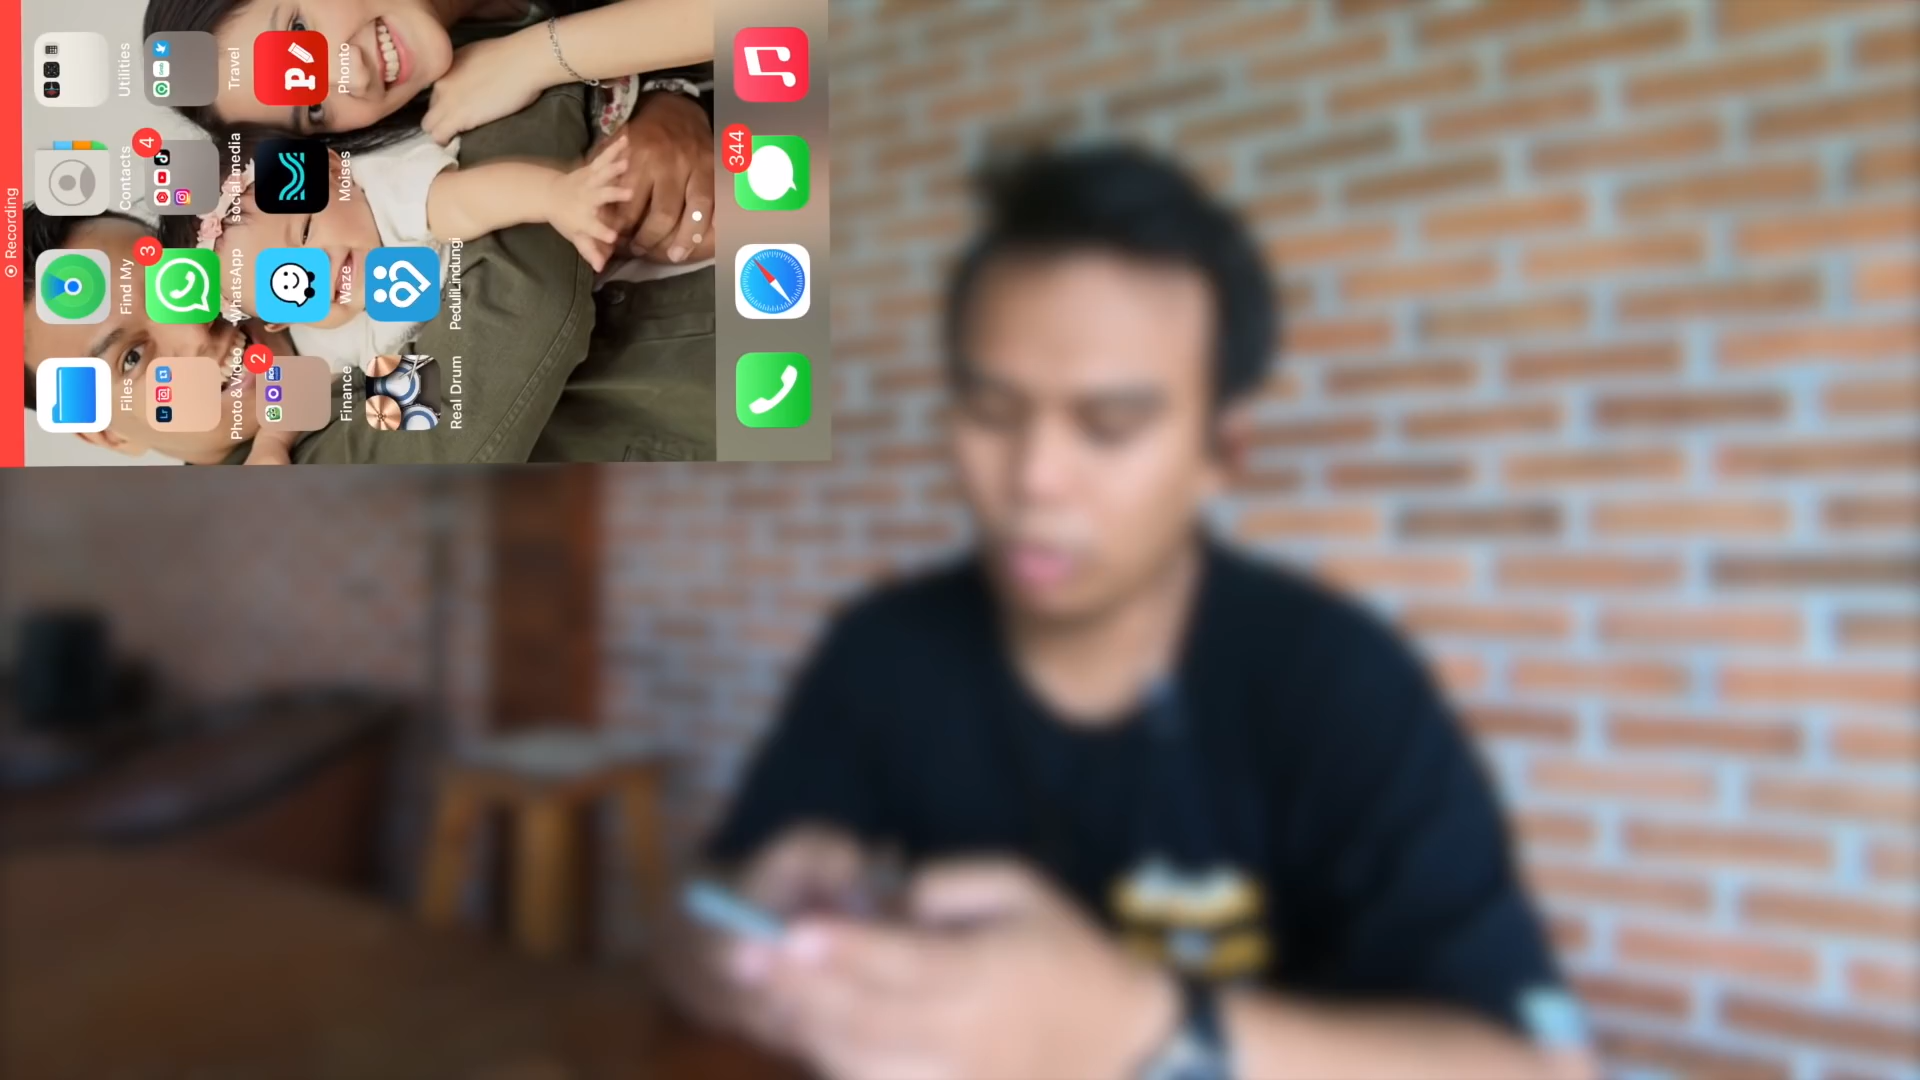 Recording
Files
Find My
Contacts
Utilities
Photo & Video
WhatsApp
3
social media
4
Travel
Finance
2
Waze
Moises
Phonto
Real Drum
PeduliLindungi
344